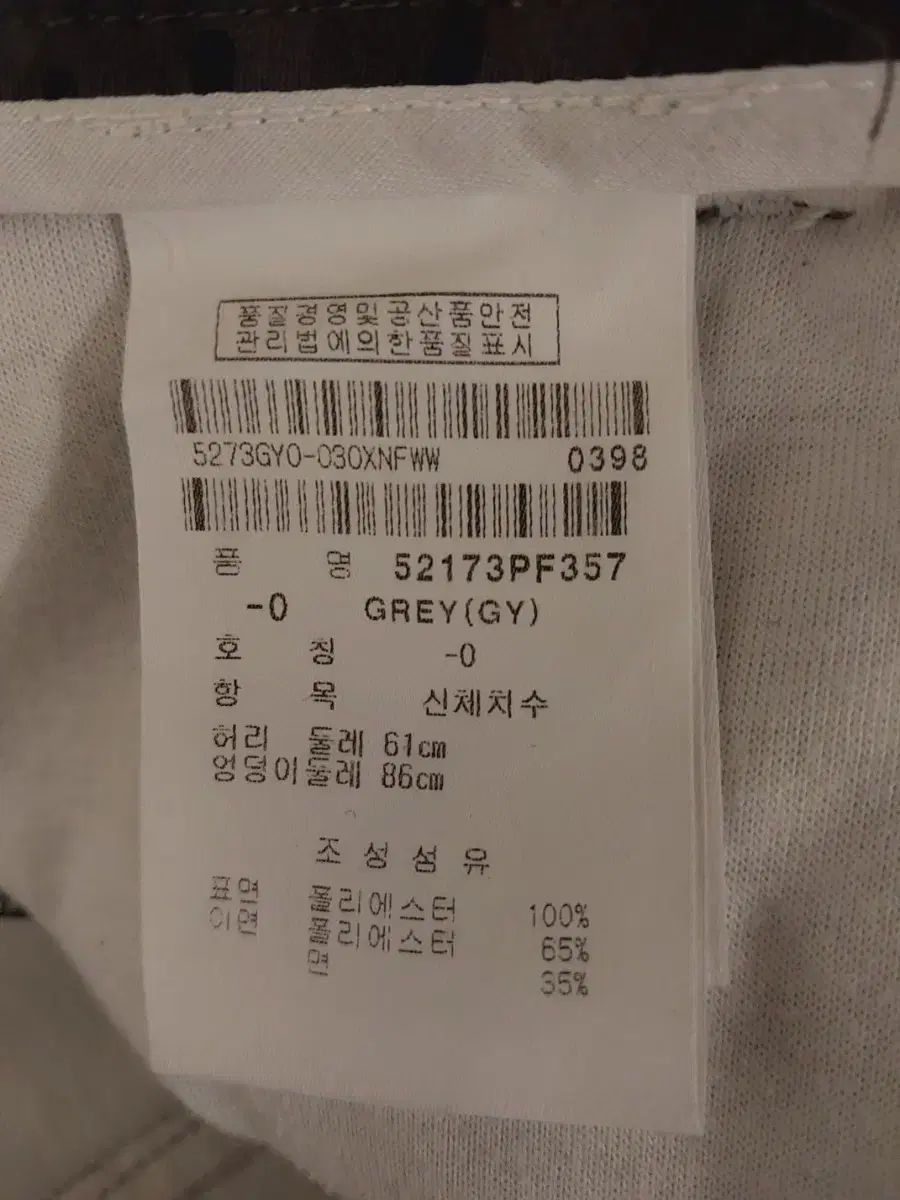 품질경영및공산품안전
관리법에의한품질표시
5273GY0-030XNFWW 0398
품 명 52173PF357
-0 GREY(GY)
호 칭 -0
항 목 신체치수
허리 둘레 61cm
엉덩이둘레 86cm
조성섬유
표면 폴리에스터 100%
이면 폴리에스터 65%
면 35%